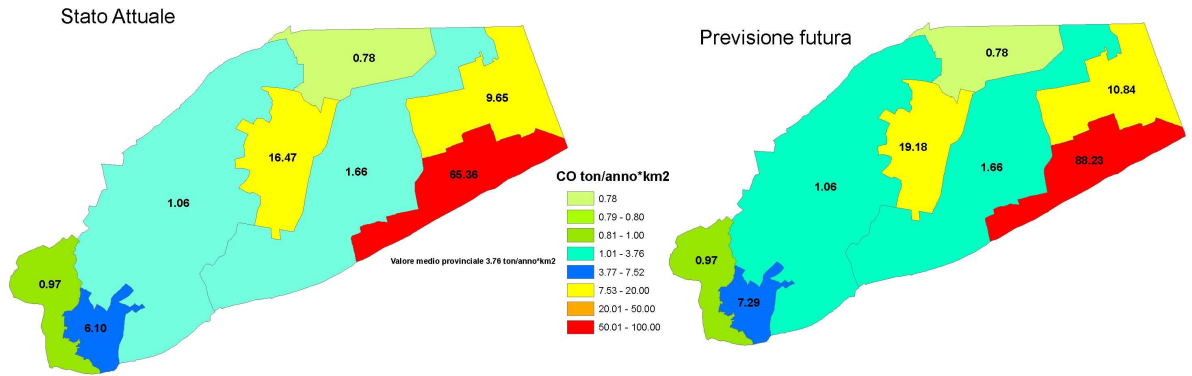 Stato Attuale
0.78
9.65
16.47
1.66
65.36
1.06
0.97
6.10
CO ton/anno*km2
0.78
0.79 - 0.80
0.81 - 1.00
1.01 - 3.76
3.77 - 7.52
7.53 - 20.00
20.01 - 50.00
50.01 - 100.00
Valore medio provinciale 3.76 ton/anno*km2
Previsione futura
0.78
10.84
19.18
88.23
1.66
1.06
0.97
7.29